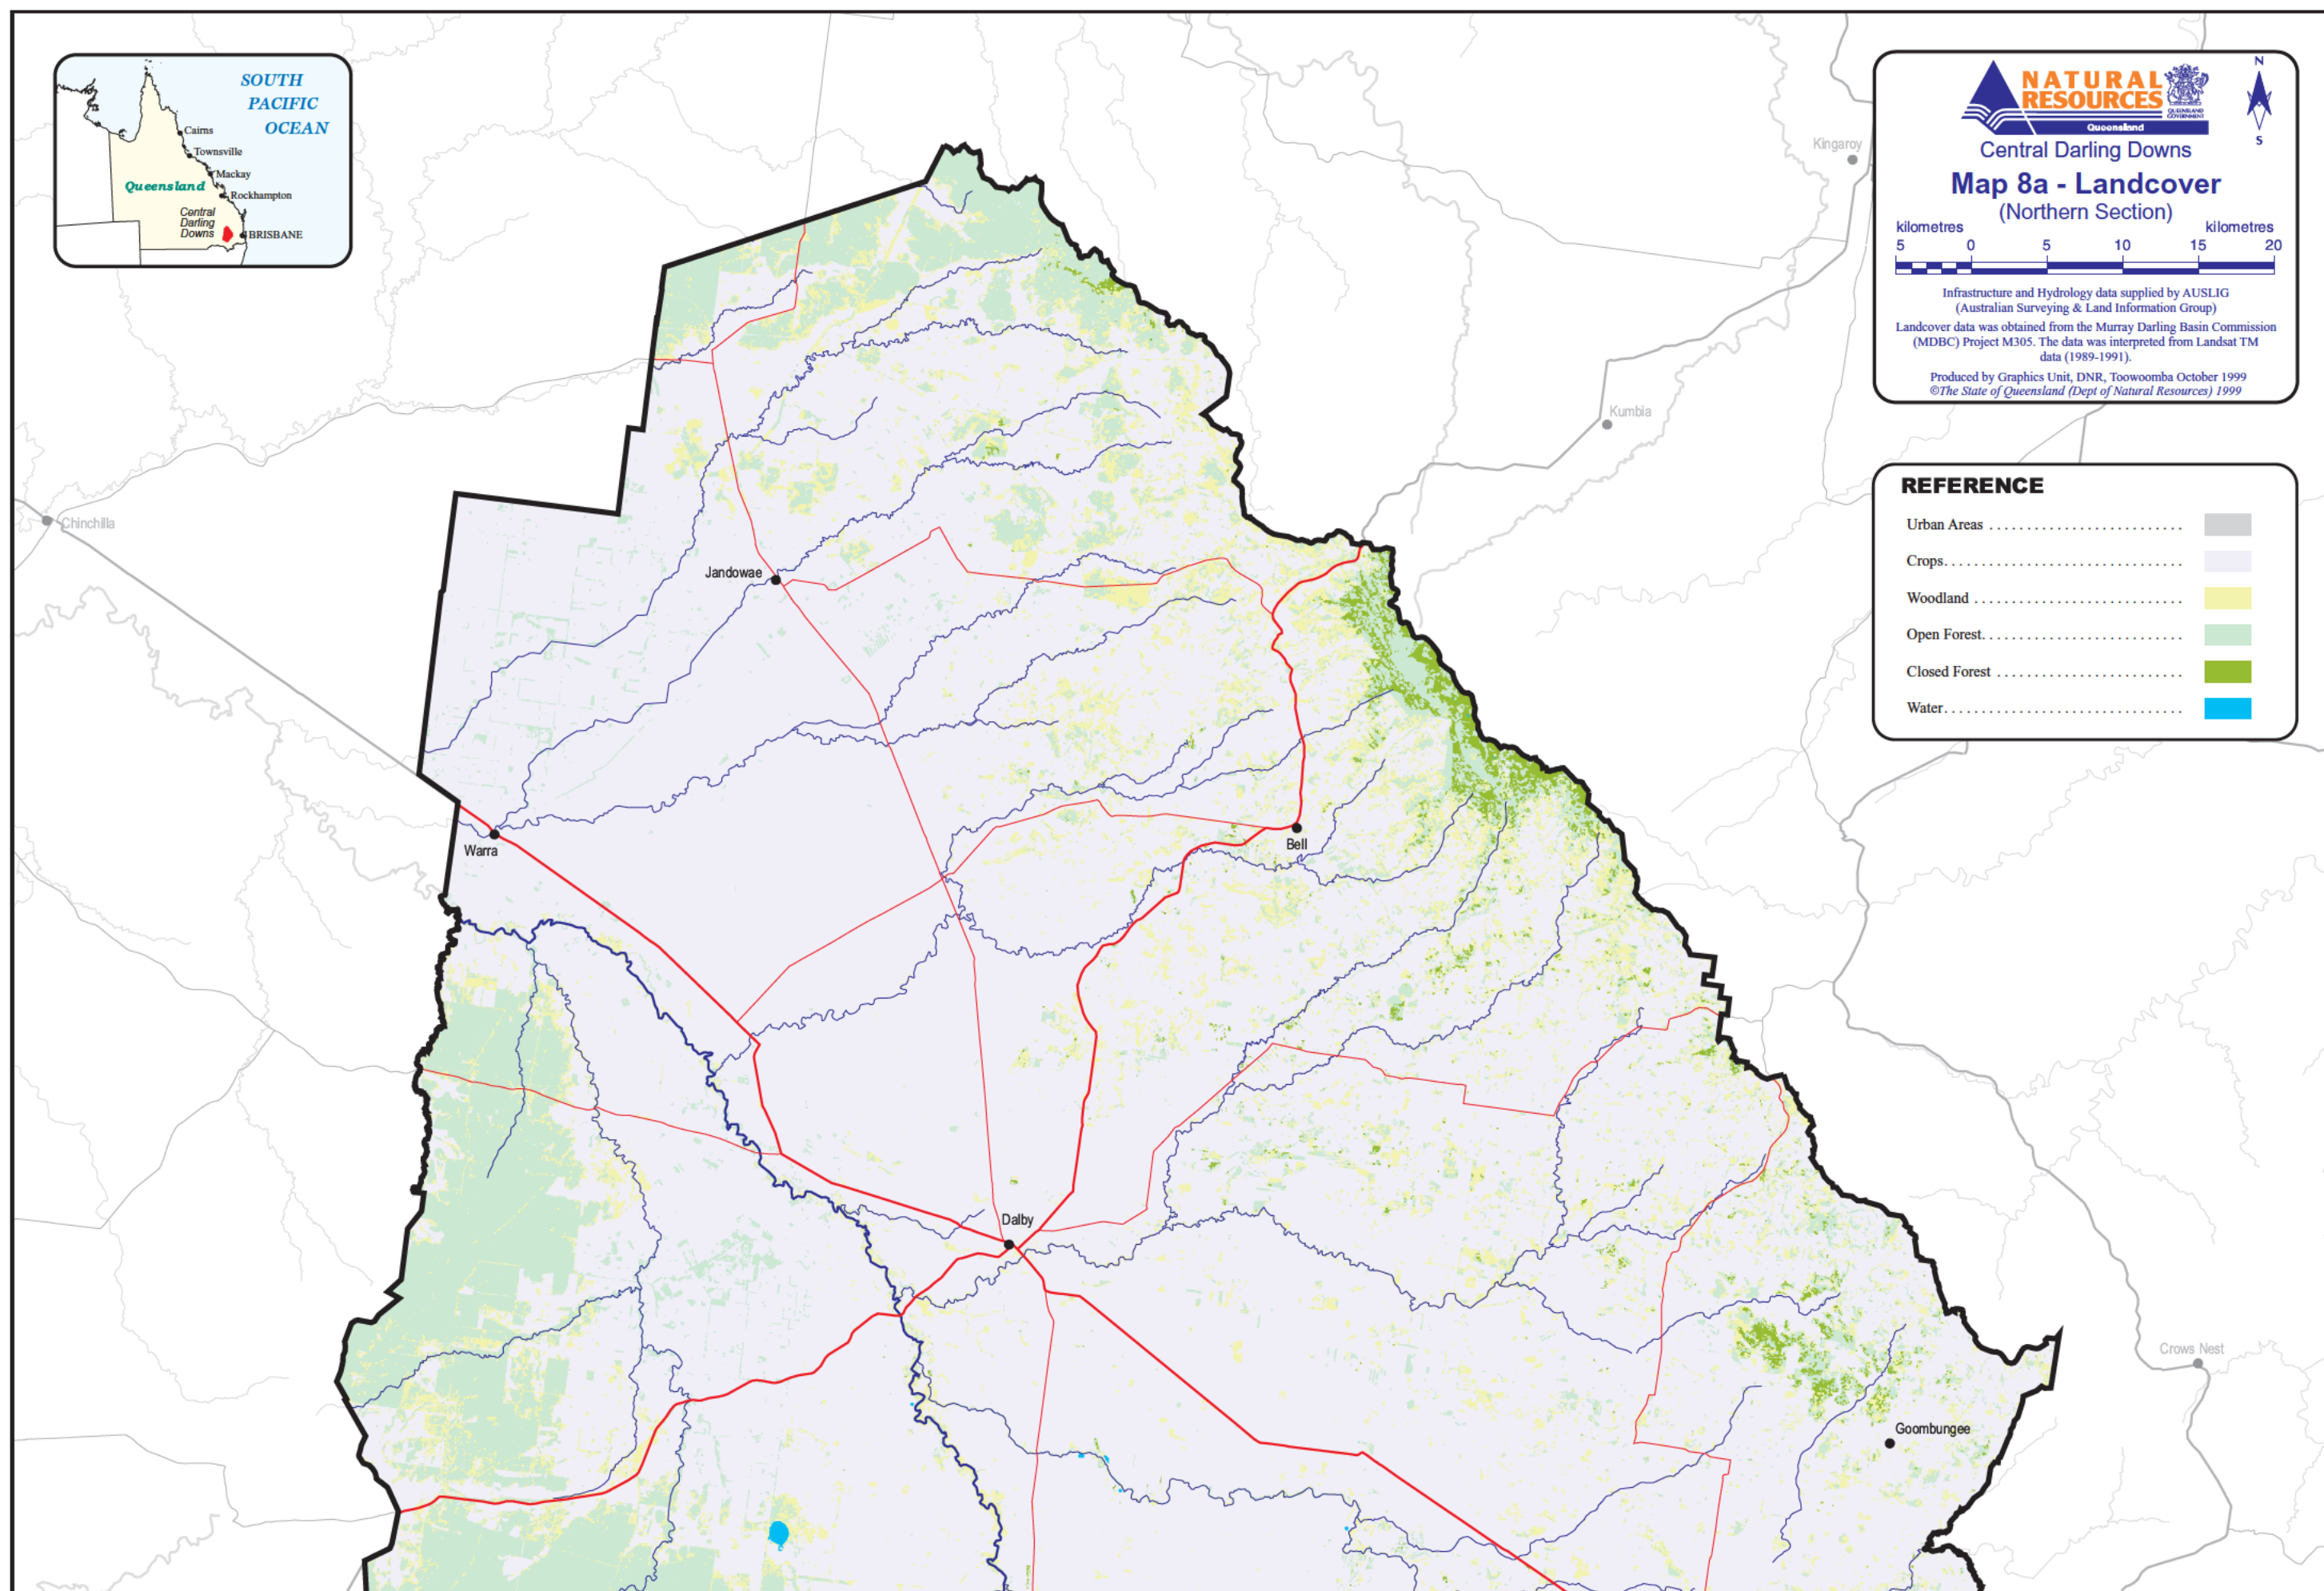 SOUTH
PACIFIC
OCEAN
Cairns
Townsville
Mackay
Queensland
Rockhampton
Central
Darling
Downs
BRISBANE
NATURAL
RESOURCES
QUEENSLAND
GOVERNMENT
Queensland
N
S
Central Darling Downs
Map 8a - Landcover
(Northern Section)
kilometres kilometres
5 0 5 10 15 20
Infrastructure and Hydrology data supplied by AUSLIG
(Australian Surveying & Land Information Group)
Landcover data was obtained from the Murray Darling Basin Commission
(MDBC) Project M305. The data was interpreted from Landsat TM
data (1989-1991).
Produced by Graphics Unit, DNR, Toowoomba October 1999
©The State of Queensland (Dept of Natural Resources) 1999
REFERENCE
Urban Areas
Crops
Woodland
Open Forest
Closed Forest
Water
Kingaroy
Kumbia
Chinchilla
Jandowae
Warra
Bell
Dalby
Crows Nest
Goombungee